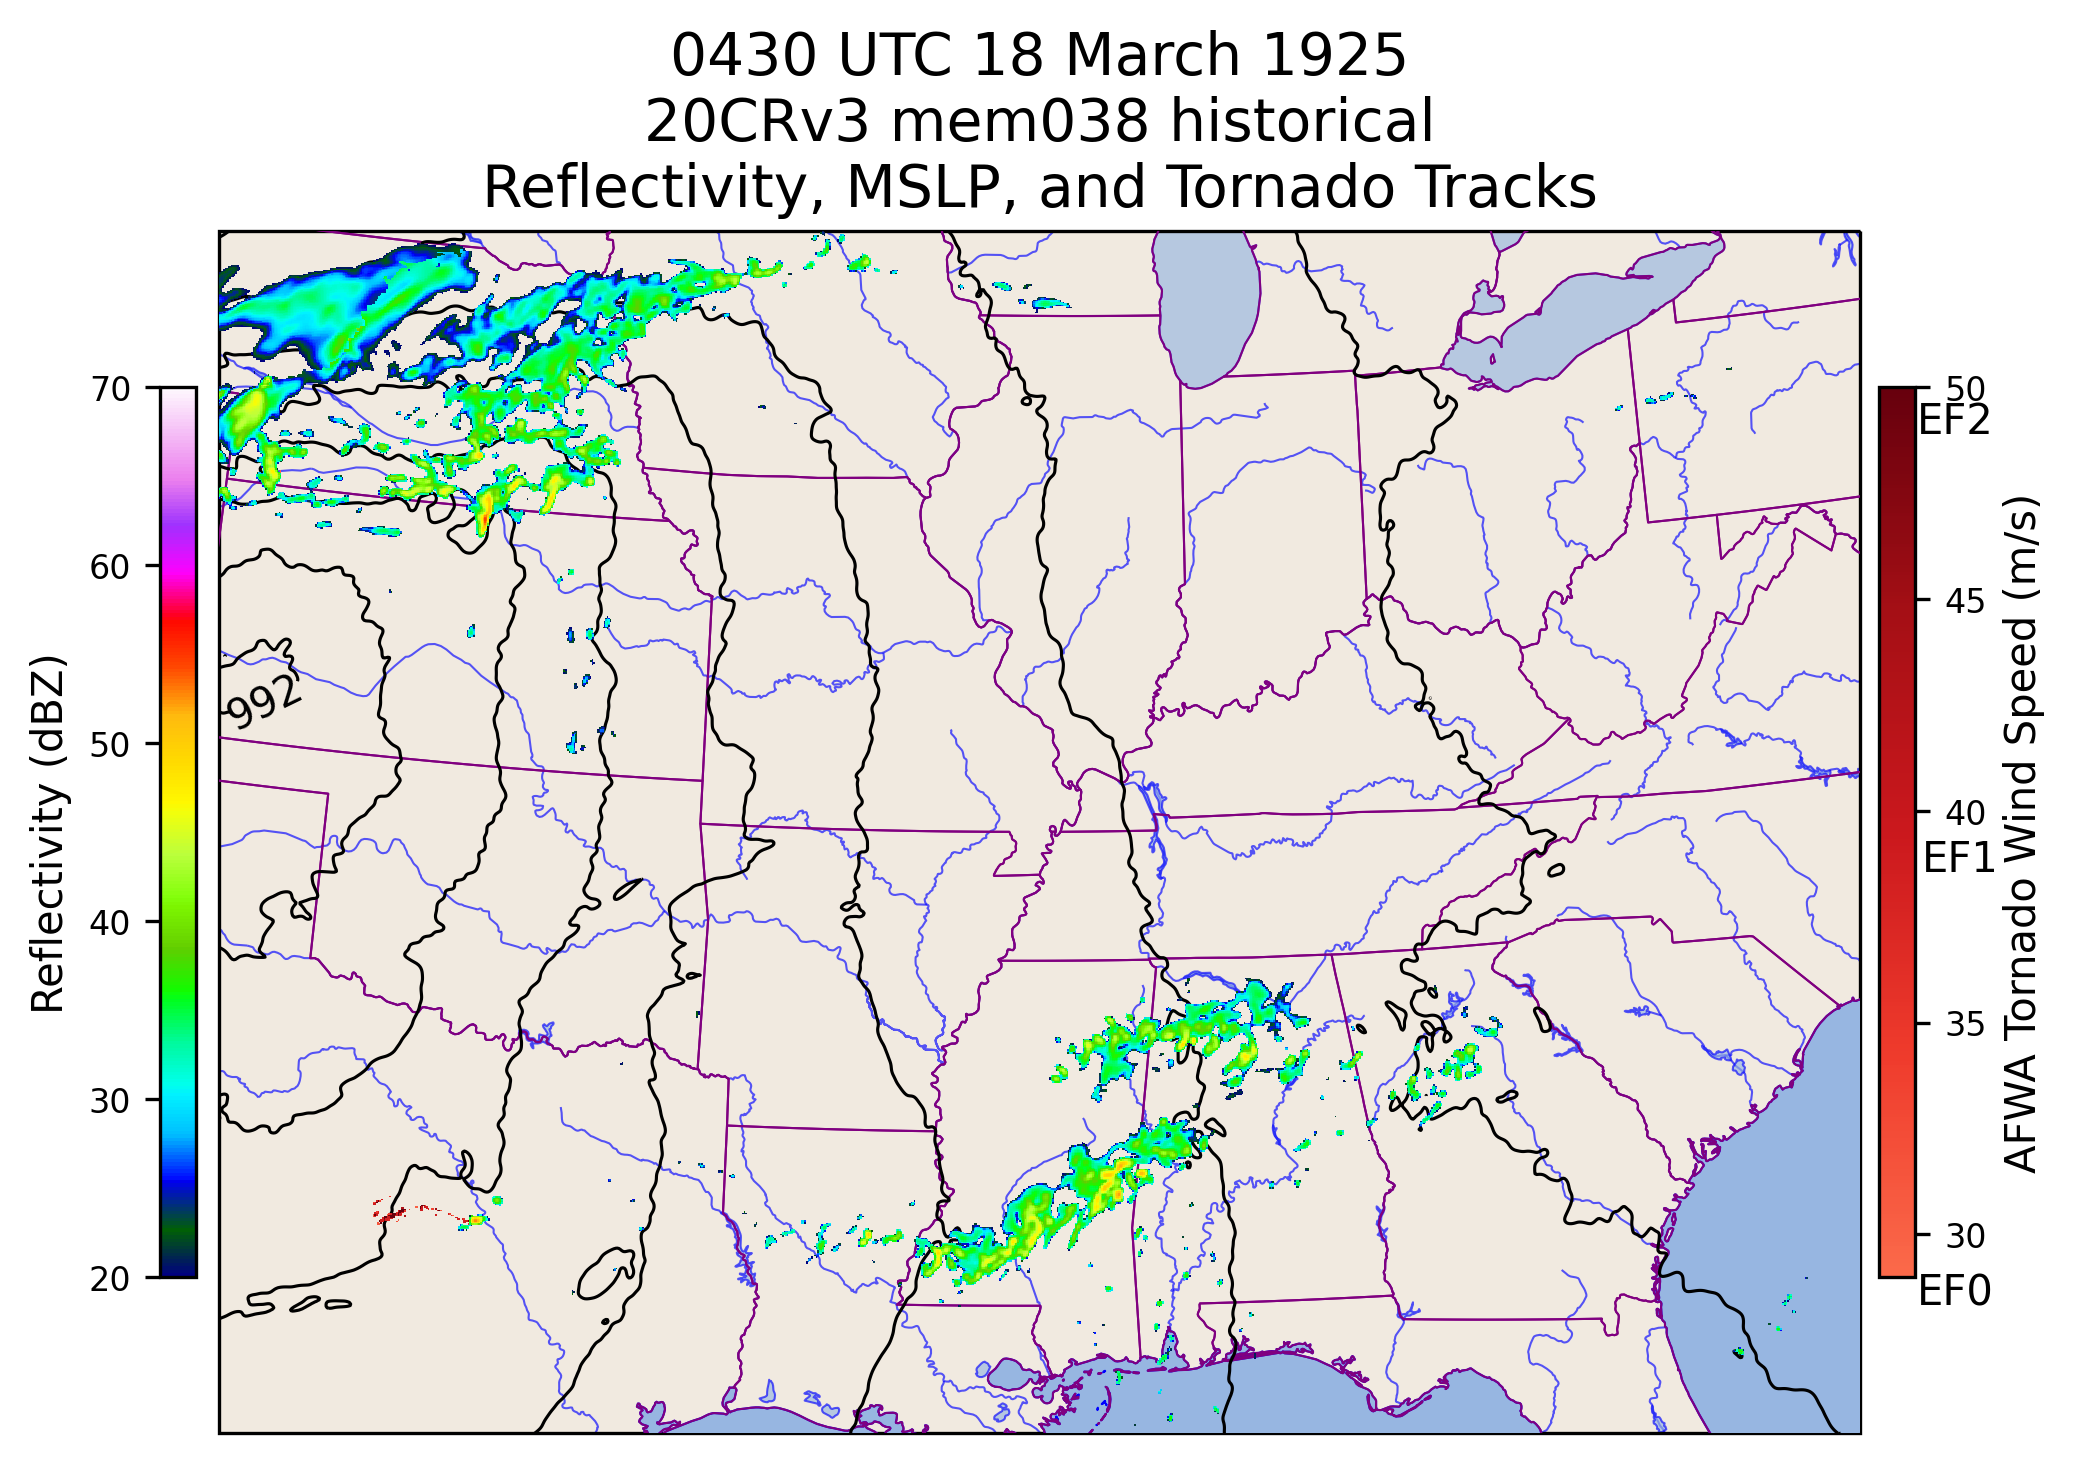 0430 UTC 18 March 1925
20CRv3 mem038 historical
Reflectivity, MSLP, and Tornado Tracks
70
60
50
40
30
20
Reflectivity (dBZ)
992
50
EF2
45
40
EF1
35
30
EF0
AFWA Tornado Wind Speed (m/s)